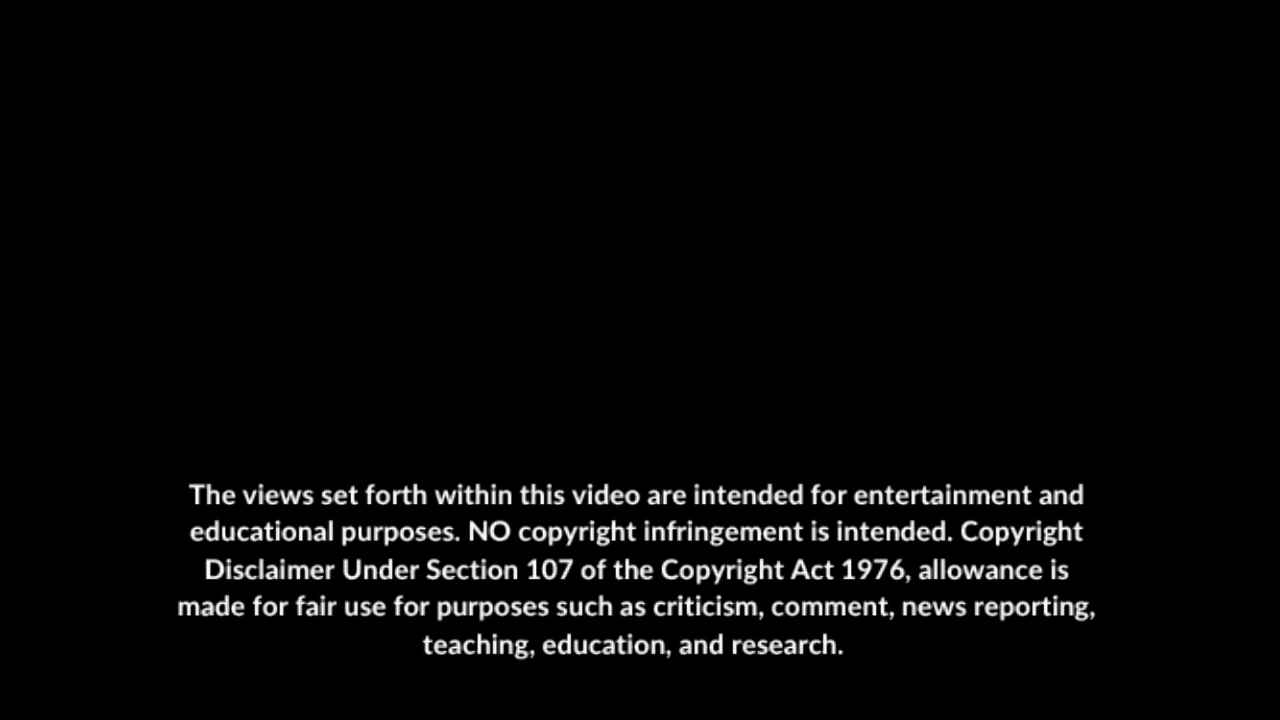 The views set forth within this video are intended for entertainment and
educational purposes. NO copyright infringement is intended. Copyright
Disclaimer Under Section 107 of the Copyright Act 1976, allowance is
made for fair use for purposes such as criticism, comment, news reporting,
teaching, education, and research.